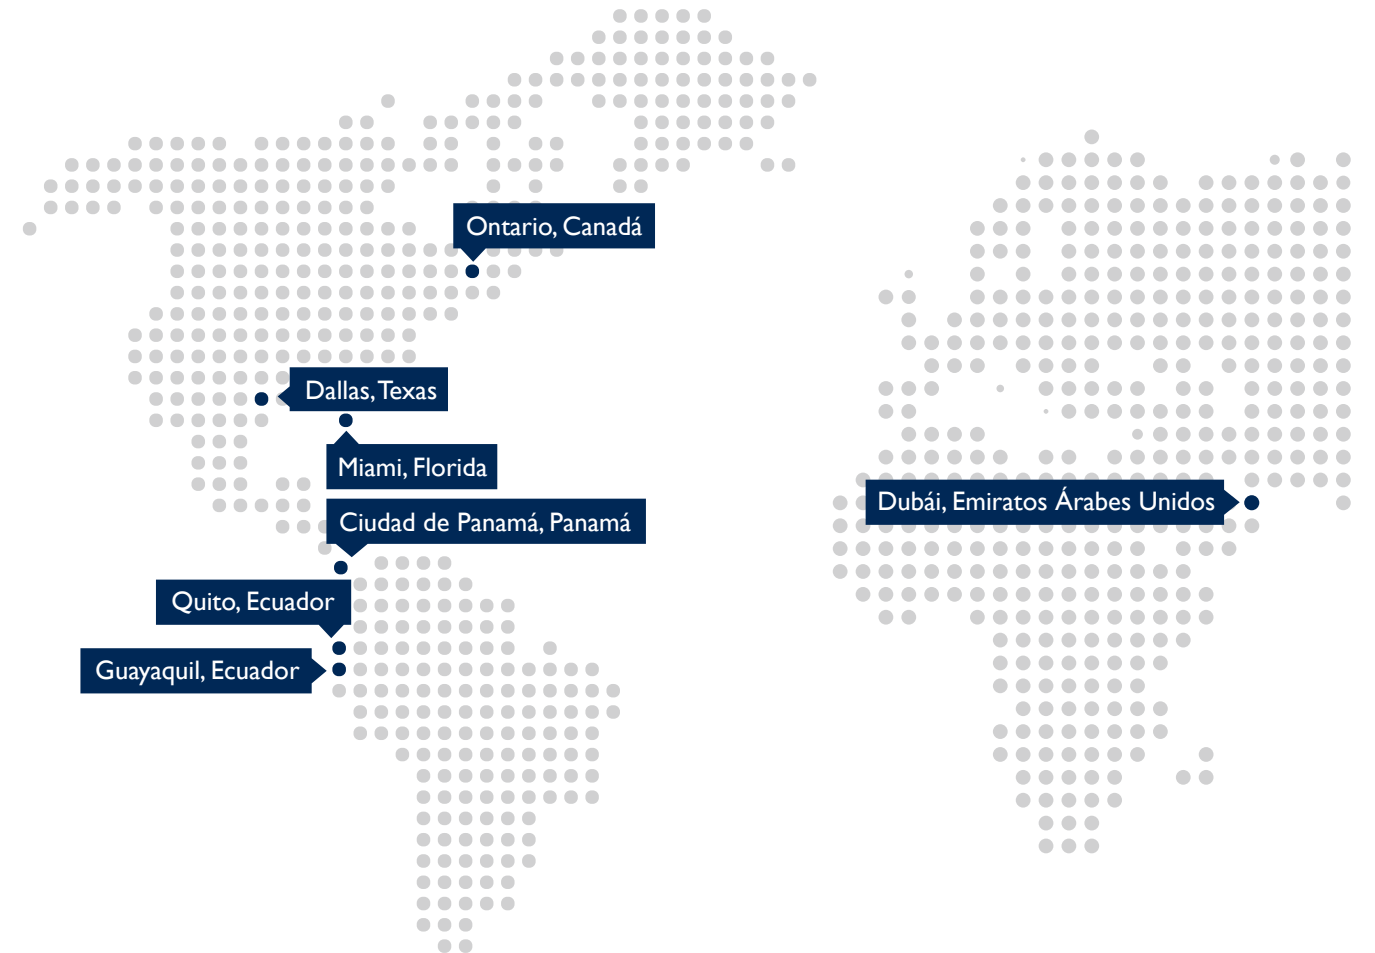 Ontario, Canadá
Dallas, Texas
Miami, Florida
Ciudad de Panamá, Panamá
Dubái, Emiratos Árabes Unidos
Quito, Ecuador
Guayaquil, Ecuador